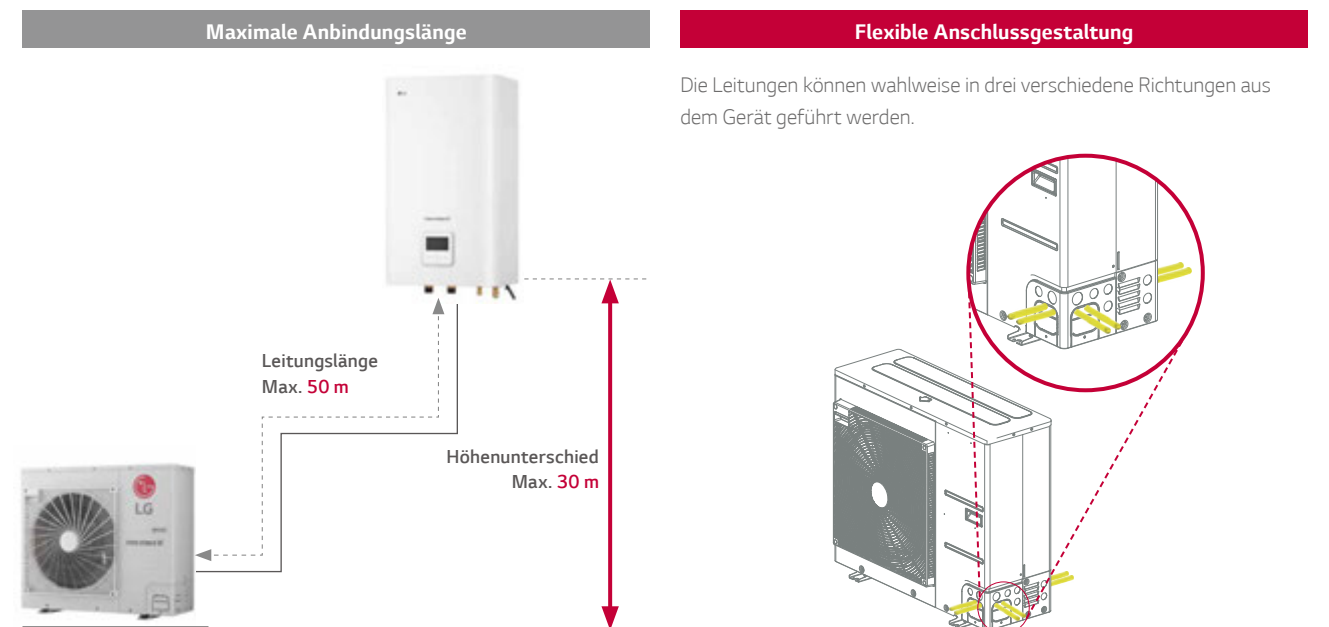 Maximale Anbindungslänge
Leitungslänge
Max. 50 m
Höhenunterschied
Max. 30 m
LG
Flexible Anschlussgestaltung
Die Leitungen können wahlweise in drei verschiedene Richtungen aus
dem Gerät geführt werden.